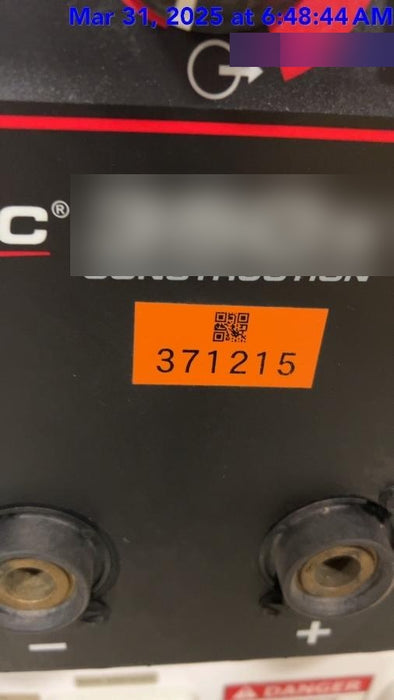 Mar 31, 2025 at 6:48:44 AM
C®
CONSTRUCTION
371215
− +
DANGER